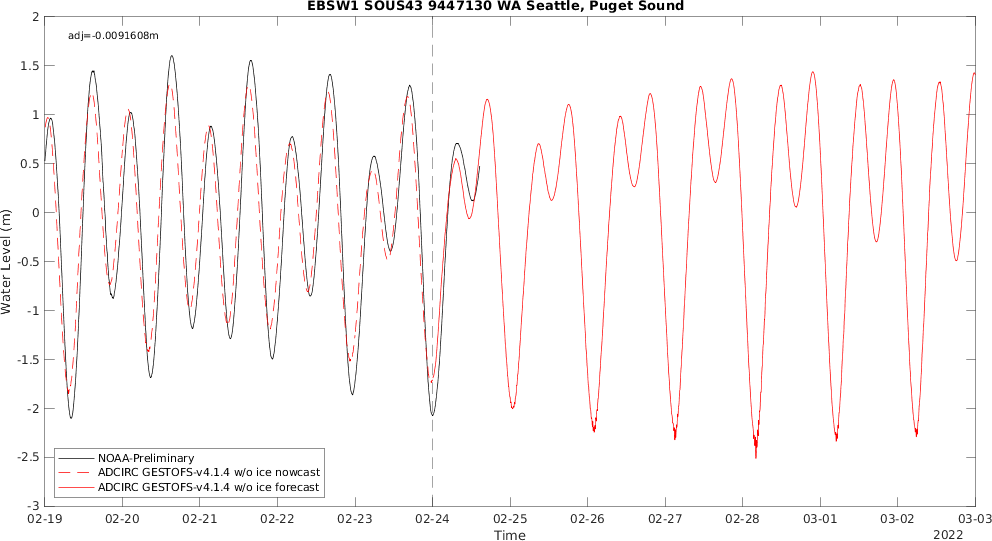 EBSW1 SOUS43 9447130 WA Seattle, Puget Sound
adj=-0.0091608m
2
1.5
1
0.5
0
-0.5
-1
-1.5
-2
-2.5
-3
Water Level (m)
NOAA-Preliminary
ADCIRC GESTOFS-v4.1.4 w/o ice nowcast
ADCIRC GESTOFS-v4.1.4 w/o ice forecast
02-19 02-20 02-21 02-22 02-23 02-24 02-25 02-26 02-27 02-28 03-01 03-02 03-03
Time
2022